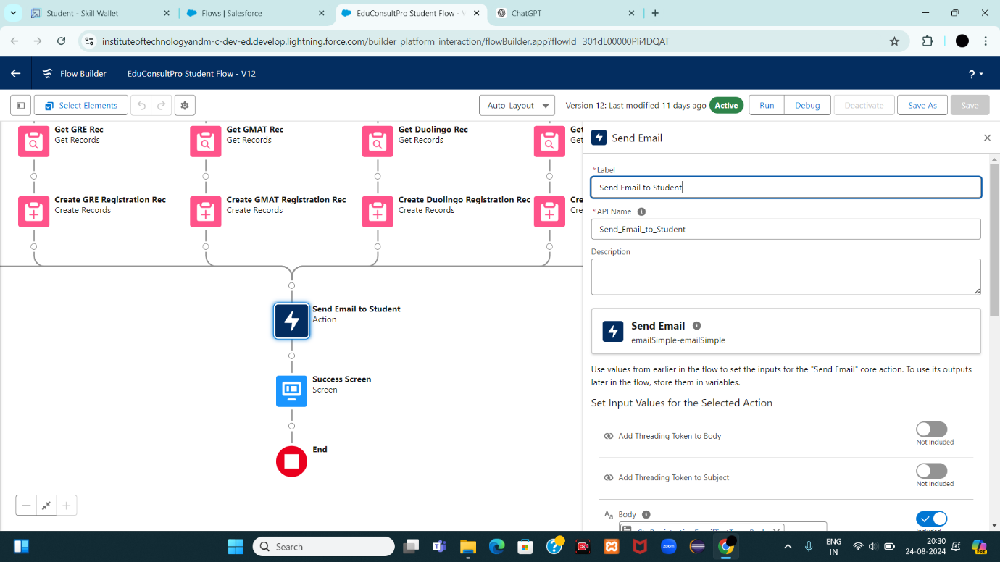 Student - Skill Wallet
Flows | Salesforce
EduConsultPro Student Flow - V
ChatGPT
instituteoftechnologyandm-c-dev-ed.develop.lightning.force.com/builder_platform_interaction/flowBuilder.app?flowId=301dL00000PIi4DQAT
Flow Builder
EduConsultPro Student Flow - V12
?
Select Elements
Auto-Layout
Version 12: Last modified 11 days ago
Active
Run
Debug
Deactivate
Save As
Save
Get GRE Rec
Get Records
Get GMAT Rec
Get Records
Get Duolingo Rec
Get Records
Get
Get
Create GRE Registration Rec
Create Records
Create GMAT Registration Rec
Create Records
Create Duolingo Registration Rec
Create Records
Cre
Cre
Send Email to Student
Action
Success Screen
Screen
End
Send Email
*Label
Send Email to Student
*API Name
Send_Email_to_Student
Description
Send Email
emailSimple-emailSimple
Use values from earlier in the flow to set the inputs for the "Send Email" core action. To use its outputs
later in the flow, store them in variables.
Set Input Values for the Selected Action
Add Threading Token to Body
Not Included
Add Threading Token to Subject
Not Included
Aa Body
Search
ENG
IN
20:30
24-08-2024
zoom
PRE